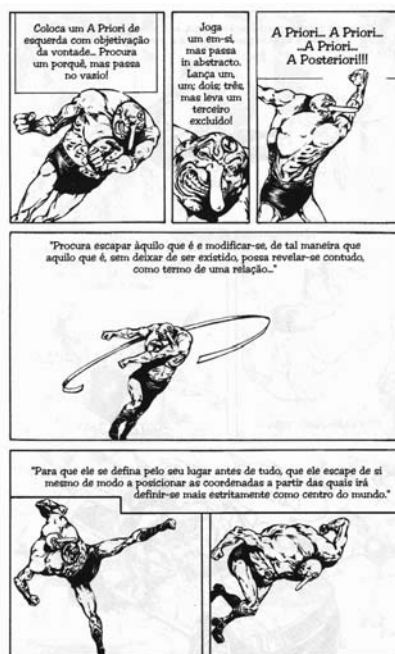 Coloca um A Priori de
esquerda com objetivação
da vontade... Procura
um porquê, mas passa
no vazio!
Joga
um em-si,
mas passa
in abstracto.
Lança um,
um; dois; três,
mas leva um
terceiro
excluído!
A Priori... A Priori...
...A Priori...
A Posteriori!!!
"Procura escapar àquilo que é e modificar-se, de tal maneira que
aquilo que é, sem deixar de ser existido, possa revelar-se contudo,
como termo de uma relação..."
"Para que ele se defina pelo seu lugar antes de tudo, que ele escape de si
mesmo de modo a posicionar as coordenadas a partir das quais irá
definir-se mais estritamente como centro do mundo."